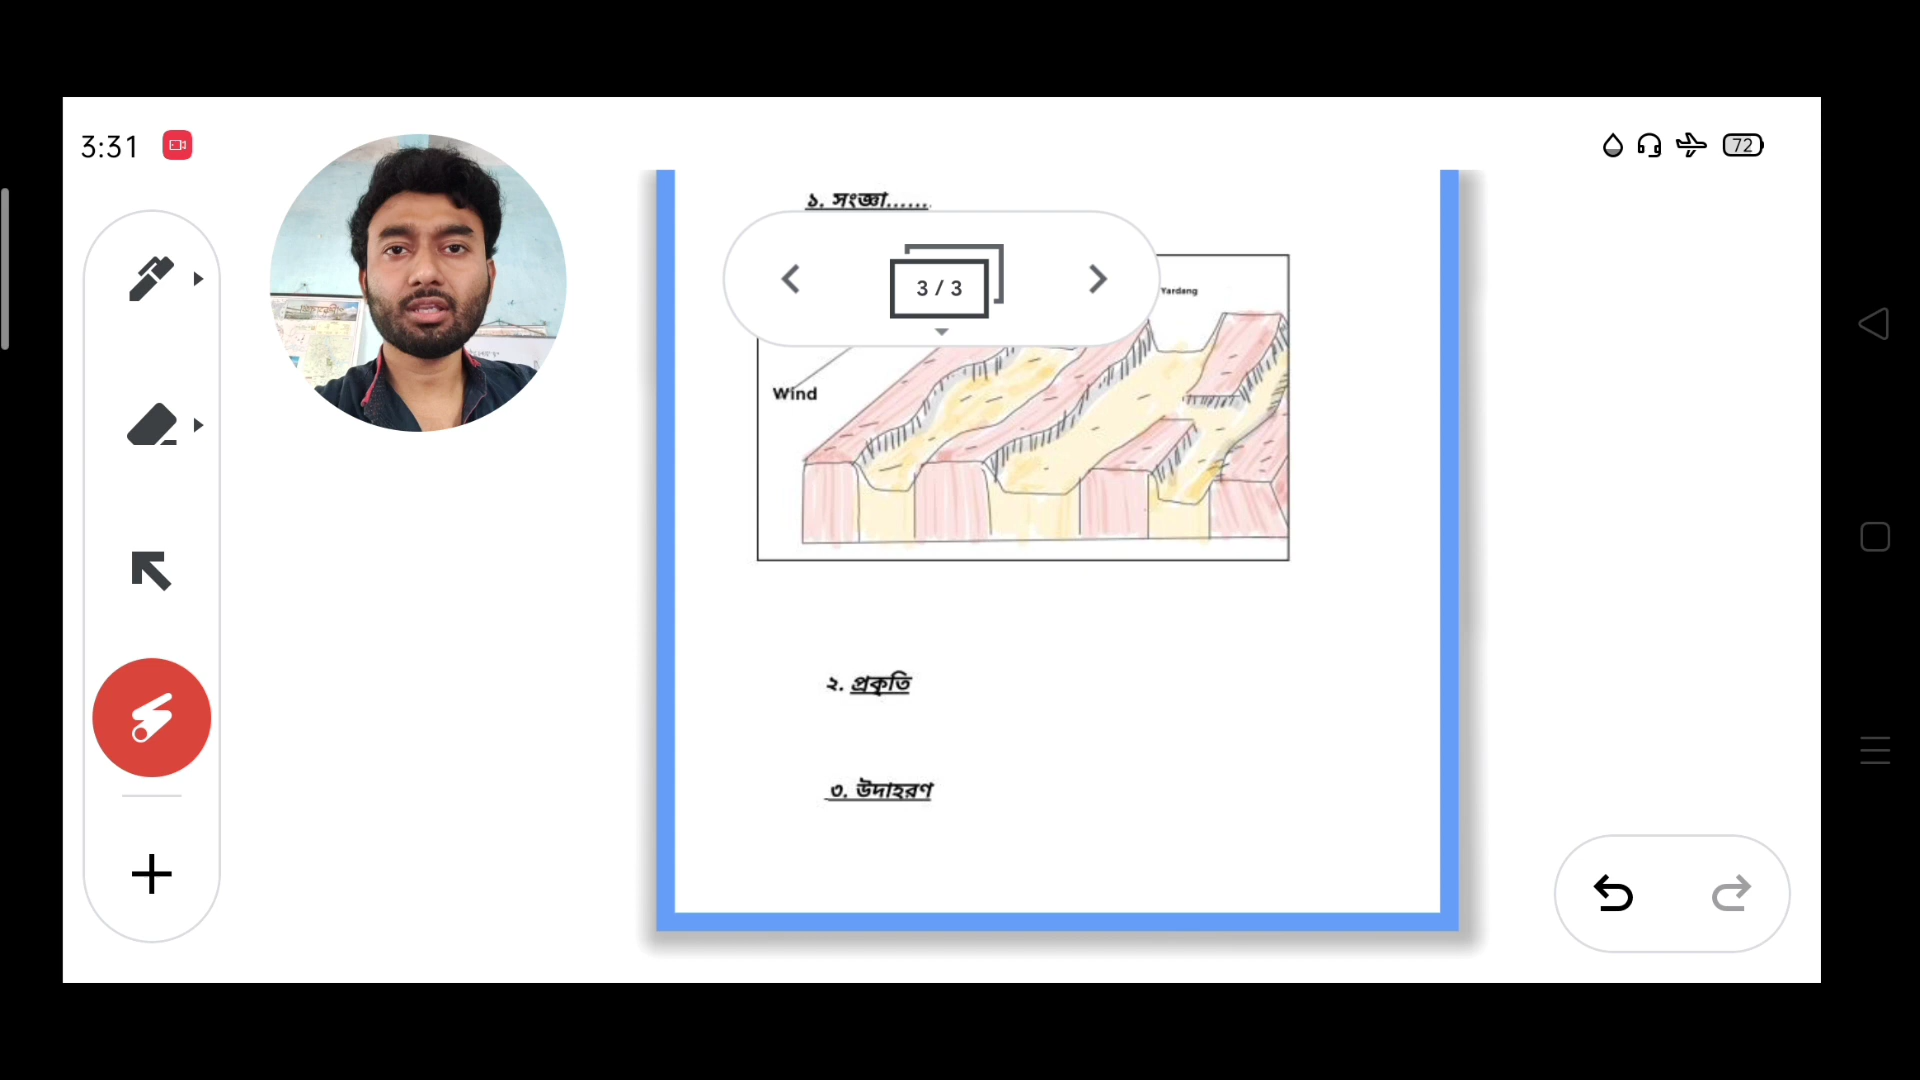 3:31
72
১. সংজ্ঞা......
3 / 3
Yardang
Wind
২. প্রকৃতি
৩. উদাহরণ